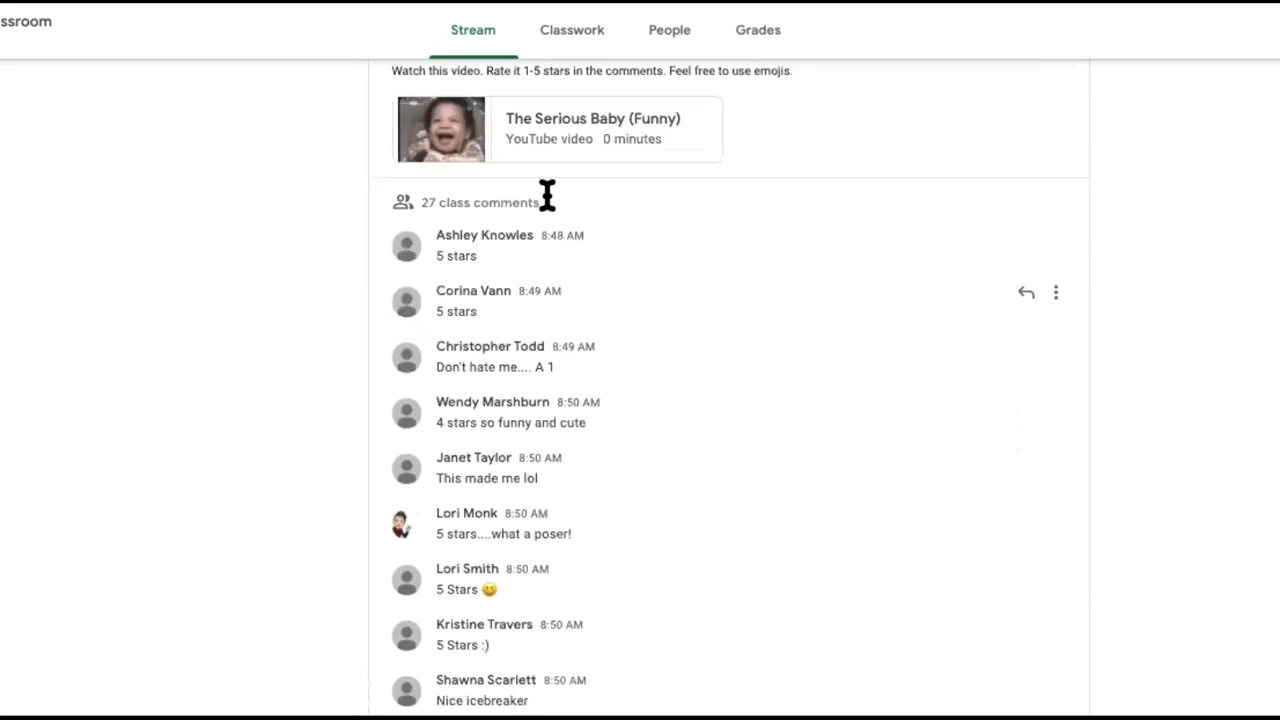 ssroom
Stream Classwork People Grades
Watch this video. Rate it 1-5 stars in the comments. Feel free to use emojis.
The Serious Baby (Funny)
YouTube video 0 minutes
27 class comments
Ashley Knowles 8:48 AM
5 stars
Corina Vann 8:49 AM
5 stars
Christopher Todd 8:49 AM
Don't hate me.... A 1
Wendy Marshburn 8:50 AM
4 stars so funny and cute
Janet Taylor 8:50 AM
This made me lol
Lori Monk 8:50 AM
5 stars....what a poser!
Lori Smith 8:50 AM
5 Stars 😄
Kristine Travers 8:50 AM
5 Stars :)
Shawna Scarlett 8:50 AM
Nice icebreaker